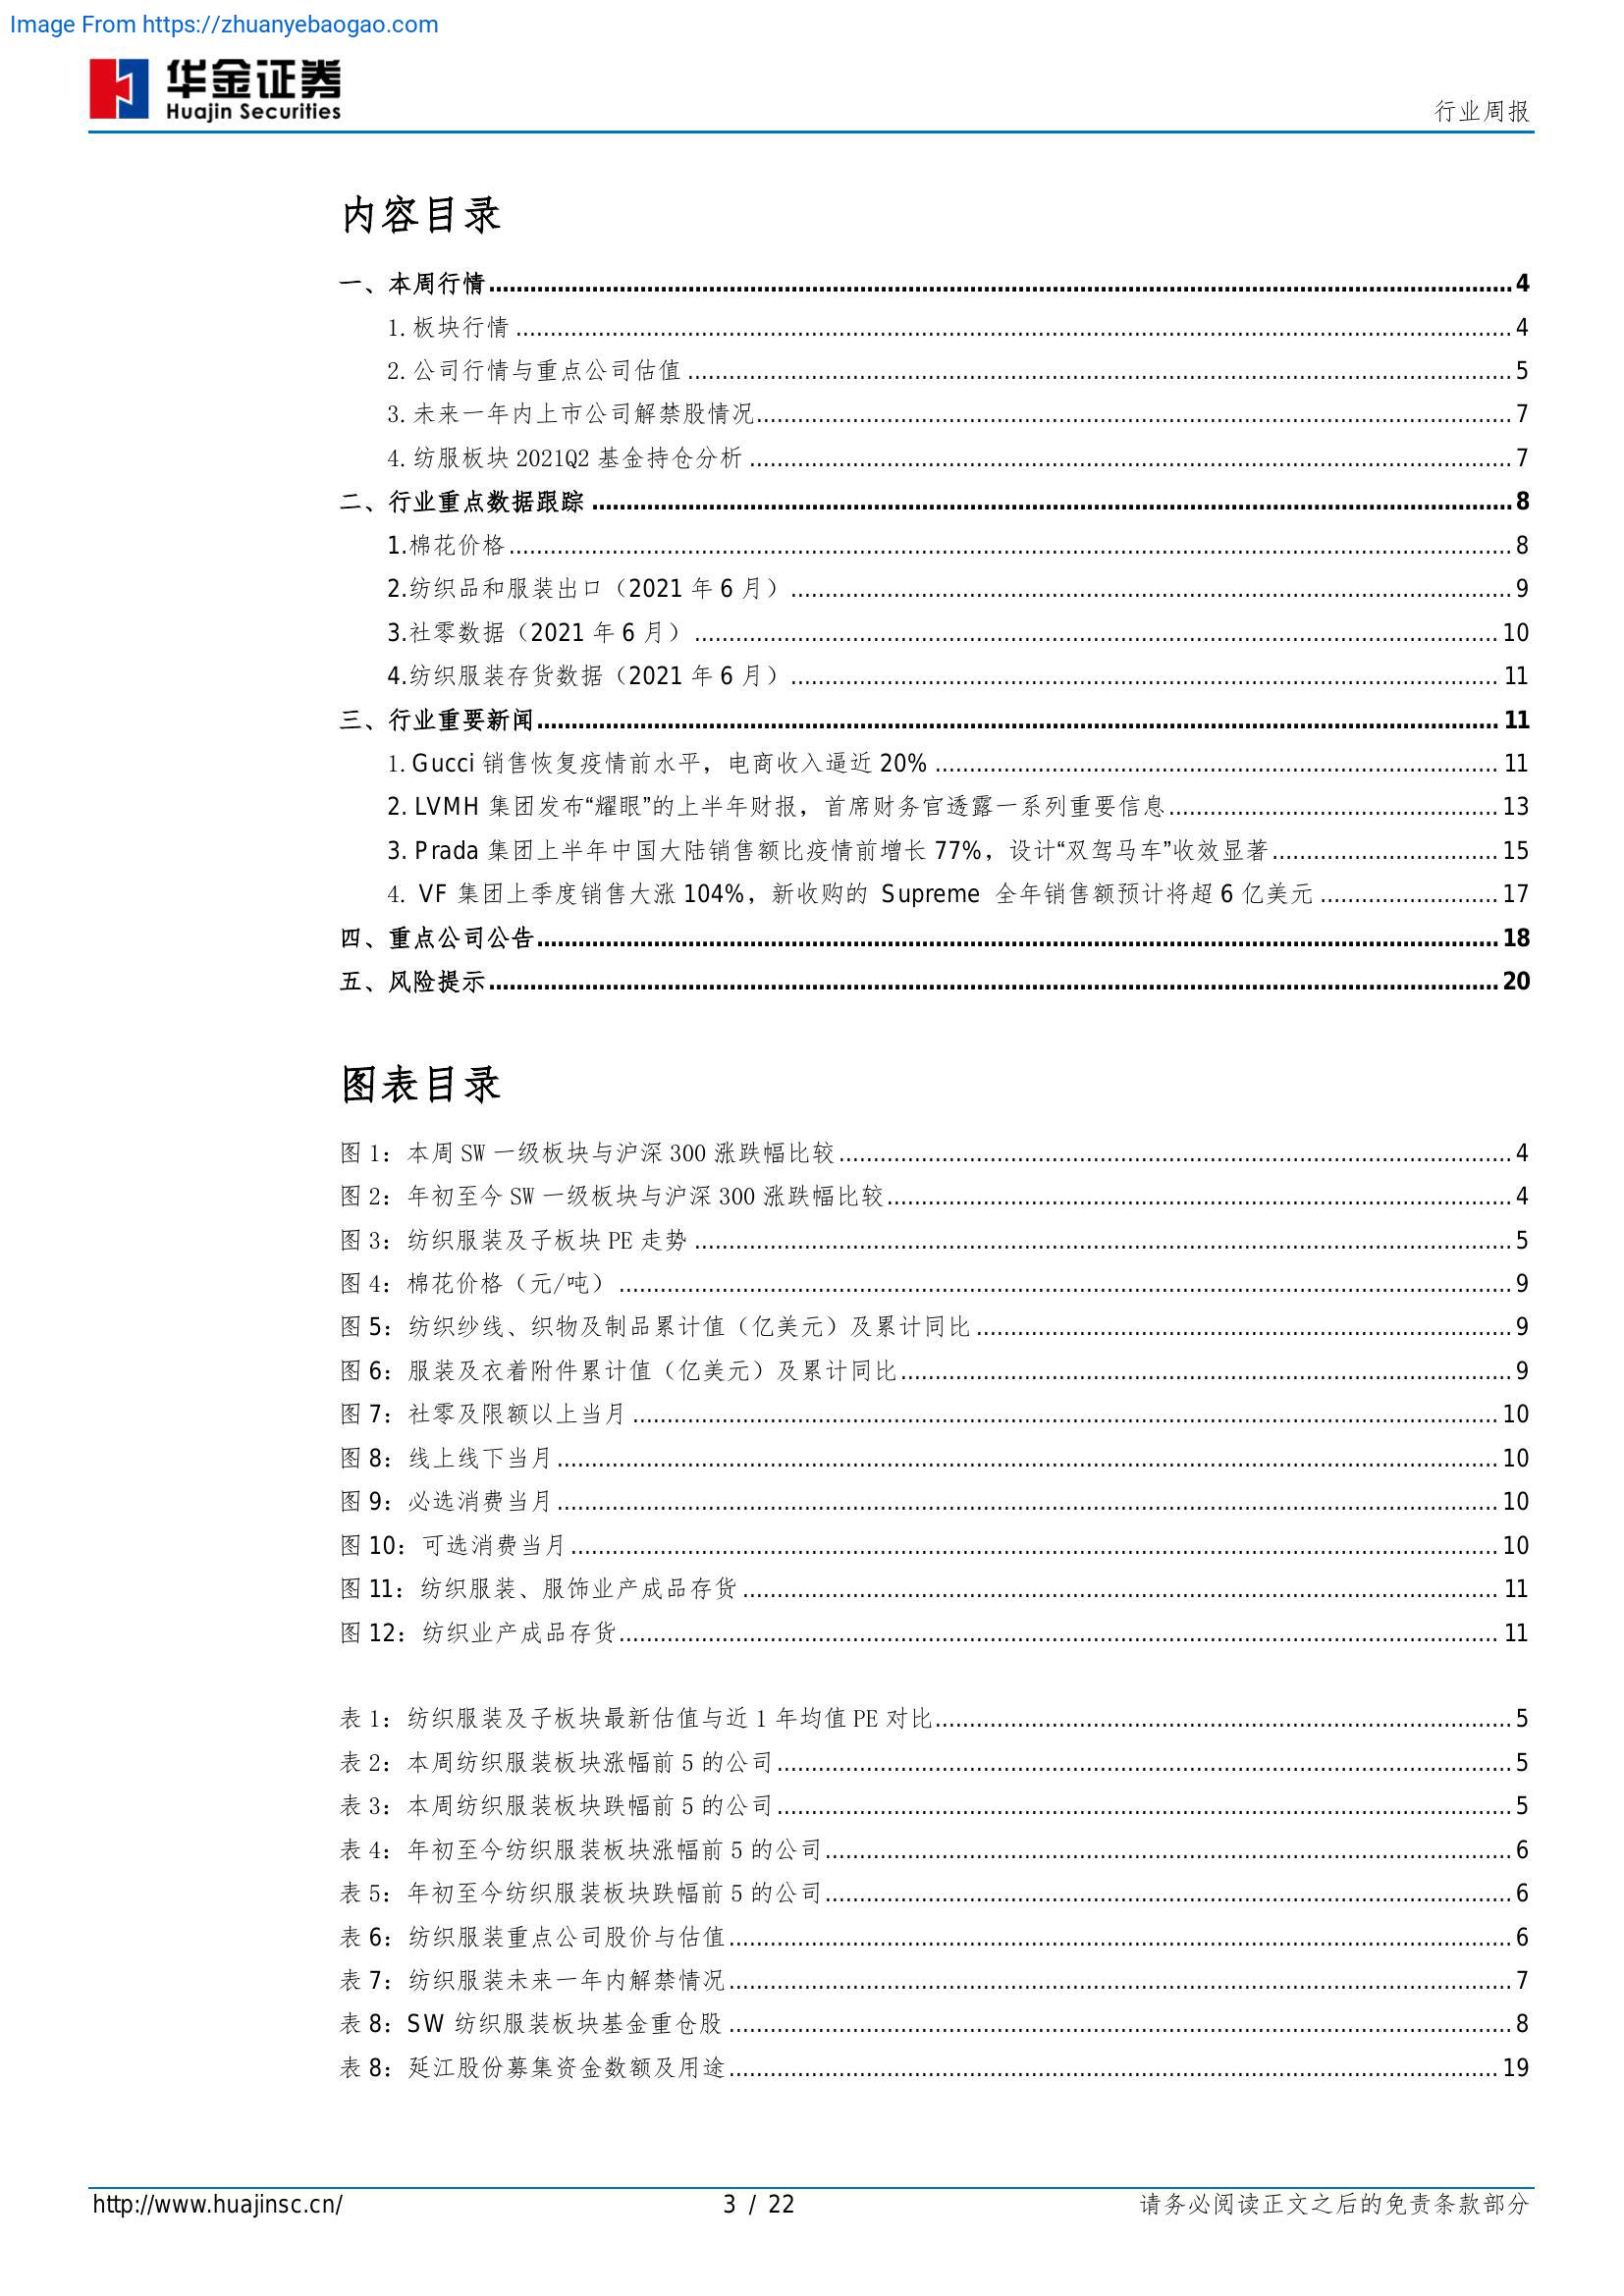 Image From https://zhuanyebaogao.com
华金证券
Huajin Securities
行业周报
内容目录
一、本周行情 4
1. 板块行情 4
2. 公司行情与重点公司估值 5
3. 未来一年内上市公司解禁股情况 7
4. 纺服板块 2021Q2 基金持仓分析 7
二、行业重点数据跟踪 8
1.棉花价格 8
2.纺织品和服装出口（2021 年 6 月） 9
3.社零数据（2021 年 6 月） 10
4.纺织服装存货数据（2021 年 6 月） 11
三、行业重要新闻 11
1. Gucci 销售恢复疫情前水平，电商收入逼近 20% 11
2. LVMH 集团发布“耀眼”的上半年财报，首席财务官透露一系列重要信息 13
3. Prada 集团上半年中国大陆销售额比疫情前增长 77%，设计“双驾马车”收效显著 15
4. VF 集团上季度销售大涨 104%，新收购的 Supreme 全年销售额预计将超 6 亿美元 17
四、重点公司公告 18
五、风险提示 20
图表目录
图 1：本周 SW 一级板块与沪深 300 涨跌幅比较 4
图 2：年初至今 SW 一级板块与沪深 300 涨跌幅比较 4
图 3：纺织服装及子板块 PE 走势 5
图 4：棉花价格（元/吨） 9
图 5：纺织纱线、织物及制品累计值（亿美元）及累计同比 9
图 6：服装及衣着附件累计值（亿美元）及累计同比 9
图 7：社零及限额以上当月 10
图 8：线上线下当月 10
图 9：必选消费当月 10
图 10：可选消费当月 10
图 11：纺织服装、服饰业产成品存货 11
图 12：纺织业产成品存货 11
表 1：纺织服装及子板块最新估值与近 1 年均值 PE 对比 5
表 2：本周纺织服装板块涨幅前 5 的公司 5
表 3：本周纺织服装板块跌幅前 5 的公司 5
表 4：年初至今纺织服装板块涨幅前 5 的公司 6
表 5：年初至今纺织服装板块跌幅前 5 的公司 6
表 6：纺织服装重点公司股价与估值 6
表 7：纺织服装未来一年内解禁情况 7
表 8：SW 纺织服装板块基金重仓股 8
表 8：延江股份募集资金数额及用途 19
http://www.huajinsc.cn/
3 / 22
请务必阅读正文之后的免责条款部分